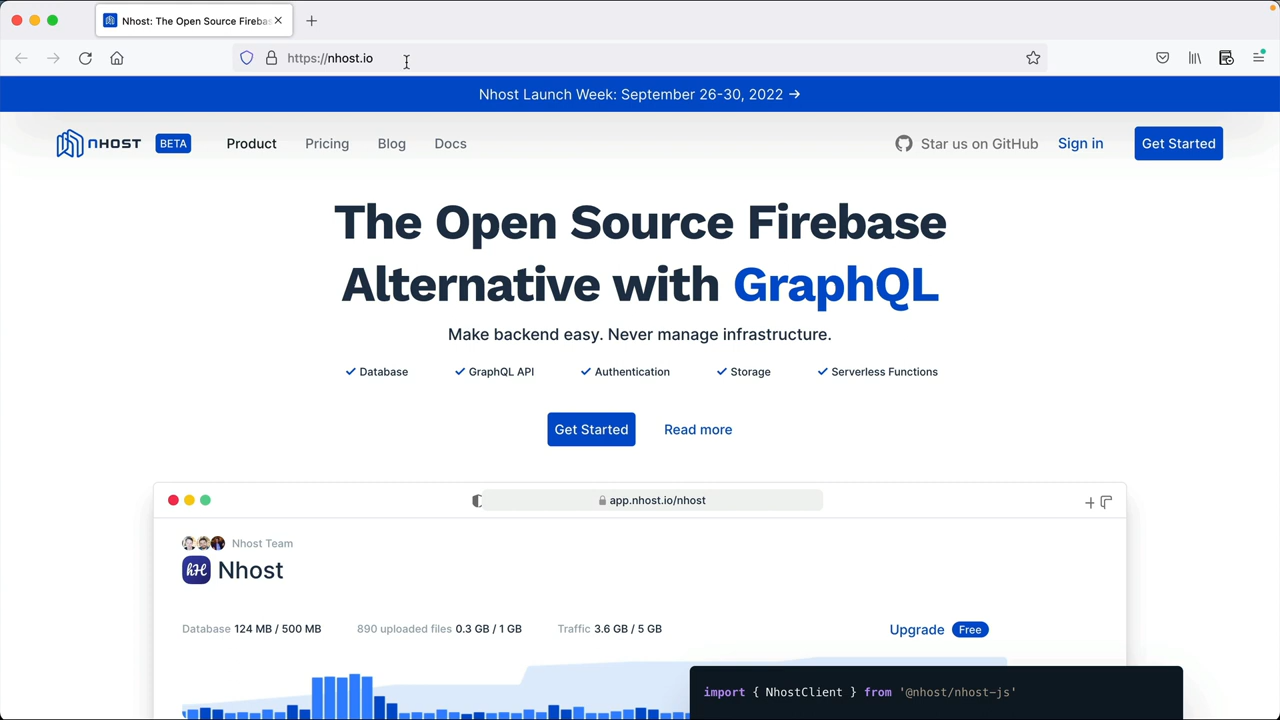 Nhost: The Open Source Fireba
https://nhost.io
Nhost Launch Week: September 26-30, 2022 →
nHOST BETA Product Pricing Blog Docs Star us on GitHub Sign in Get Started
The Open Source Firebase
Alternative with GraphQL
Make backend easy. Never manage infrastructure.
Database GraphQL API Authentication Storage Serverless Functions
Get Started Read more
app.nhost.io/nhost
Nhost Team
Nhost
Database 124 MB / 500 MB 890 uploaded files 0.3 GB / 1 GB Traffic 3.6 GB / 5 GB Upgrade Free
import { NhostClient } from '@nhost/nhost-js'